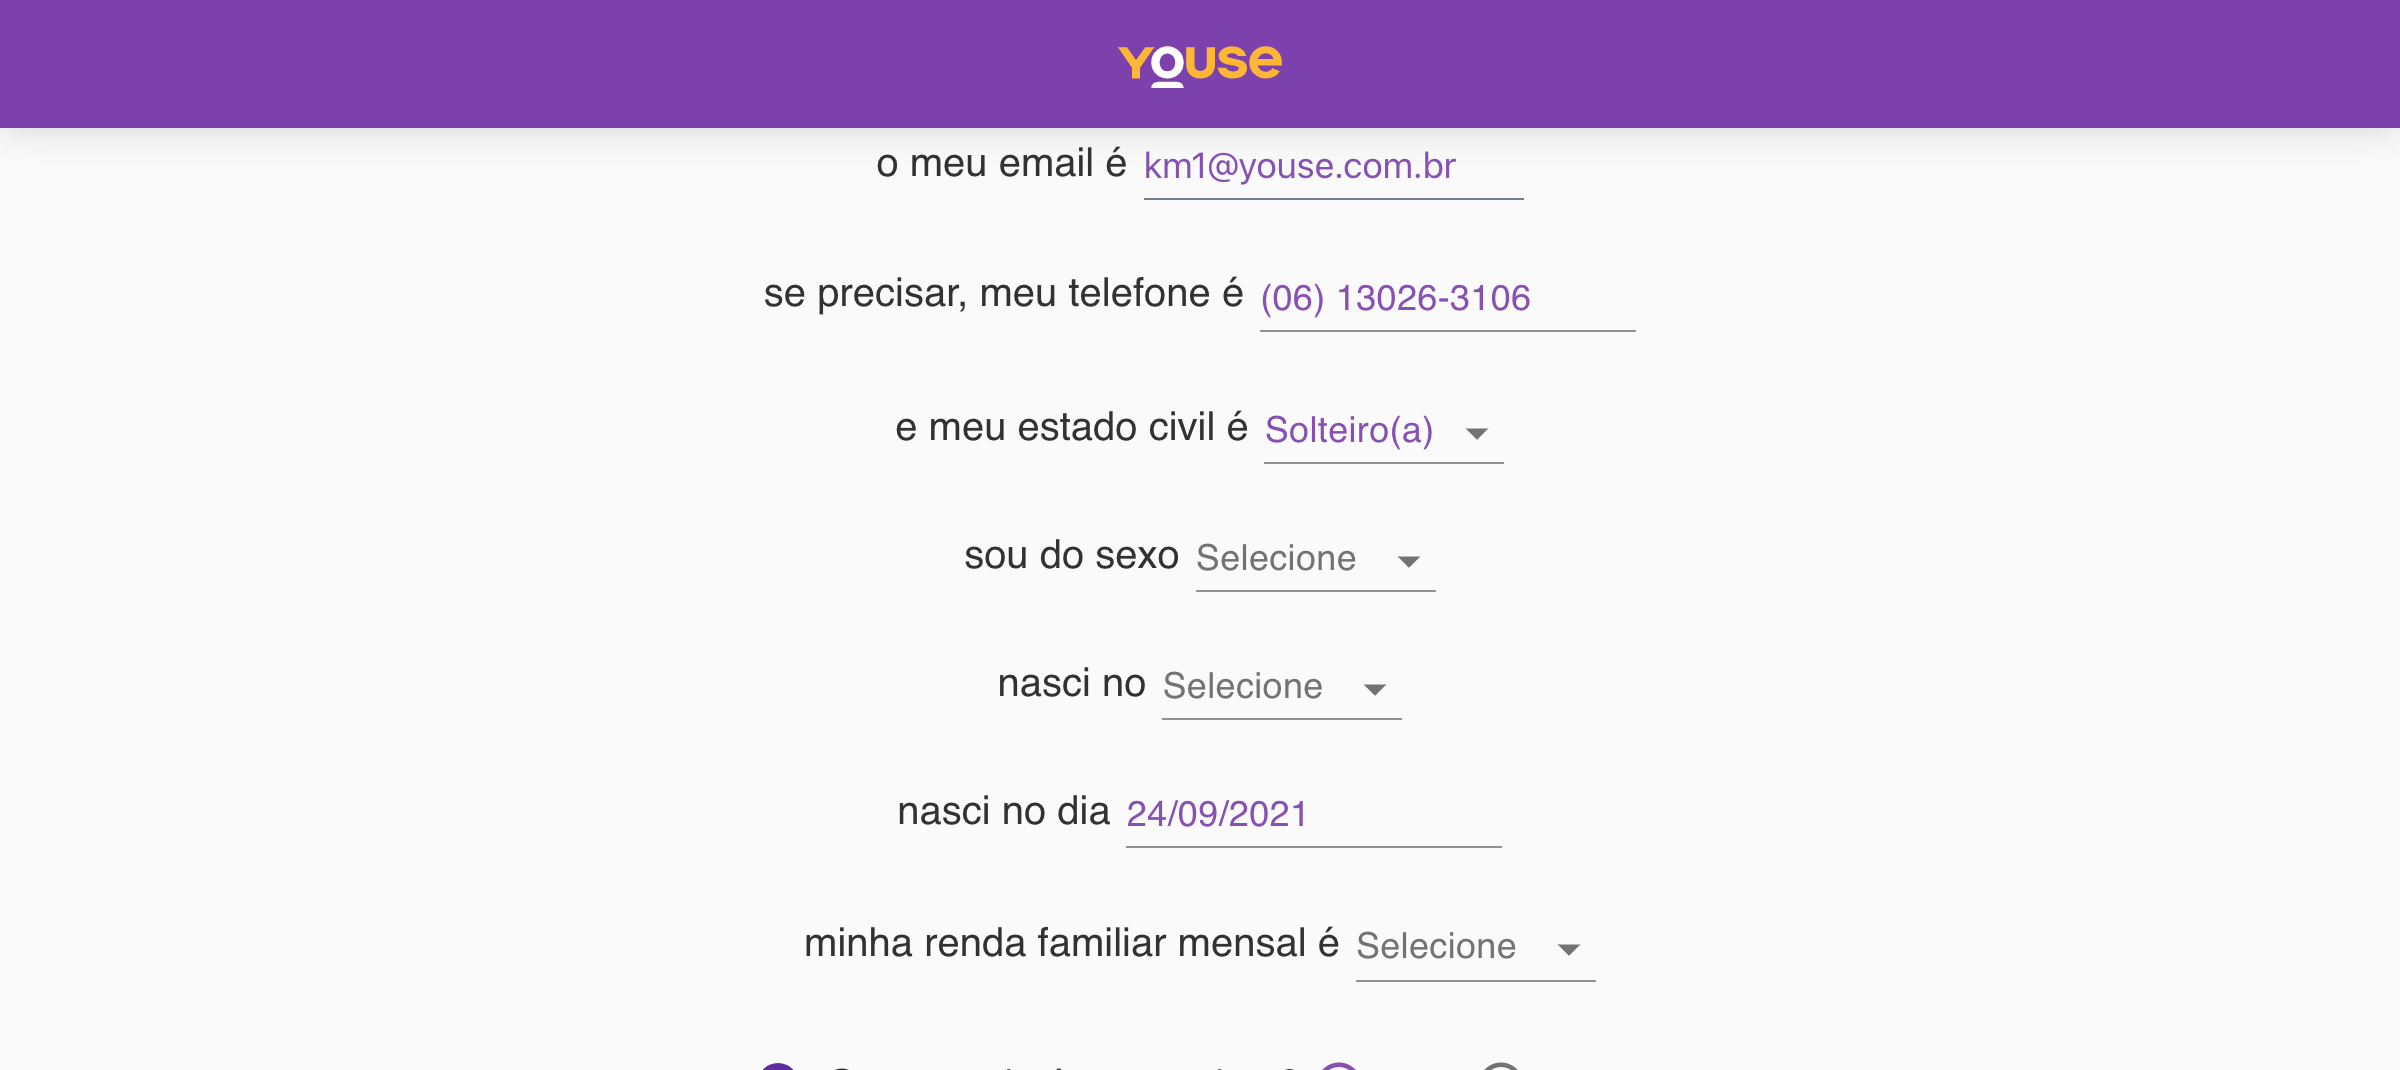 youse
o meu email é km1@youse.com.br
se precisar, meu telefone é (06) 13026-3106
e meu estado civil é Solteiro(a)
sou do sexo Selecione
nasci no Selecione
nasci no dia 24/09/2021
minha renda familiar mensal é Selecione